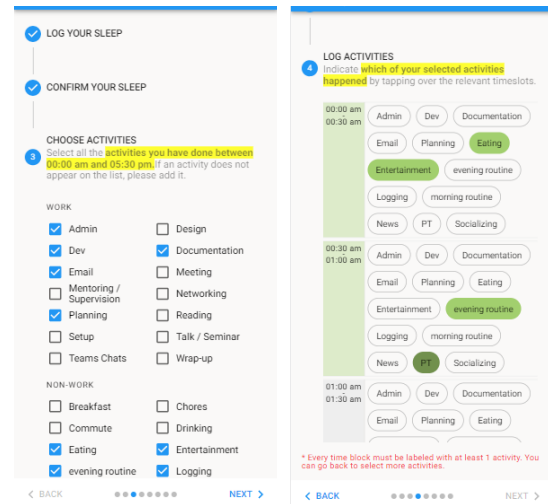 LOG YOUR SLEEP
CONFIRM YOUR SLEEP
CHOOSE ACTIVITIES
3
Select all the activities you have done between
00:00 am and 05:30 pm.If an activity does not
appear on the list, please add it.
WORK
Admin
Design
Dev
Documentation
Email
Meeting
Mentoring /
Supervision
Networking
Planning
Reading
Setup
Talk / Seminar
Teams Chats
Wrap-up
NON-WORK
Breakfast
Chores
Commute
Drinking
Eating
Entertainment
evening routine
Logging
BACK
NEXT
LOG ACTIVITIES
4
Indicate which of your selected activities
happened by tapping over the relevant timeslots.
00:00 am
-
00:30 am
Admin Dev Documentation
Email Planning Eating
Entertainment evening routine
Logging morning routine
News PT Socializing
00:30 am
-
01:00 am
Admin Dev Documentation
Email Planning Eating
Entertainment evening routine
Logging morning routine
News PT Socializing
01:00 am
-
01:30 am
Admin Dev Documentation
Email Planning Eating
* Every time block must be labeled with at least 1 activity. You
can go back to select more activities.
BACK
NEXT